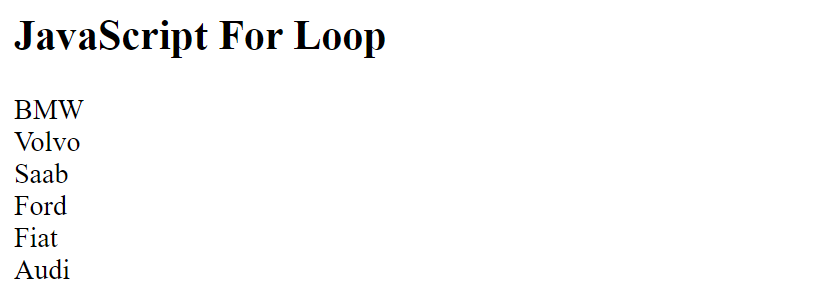 JavaScript For Loop
BMW
Volvo
Saab
Ford
Fiat
Audi